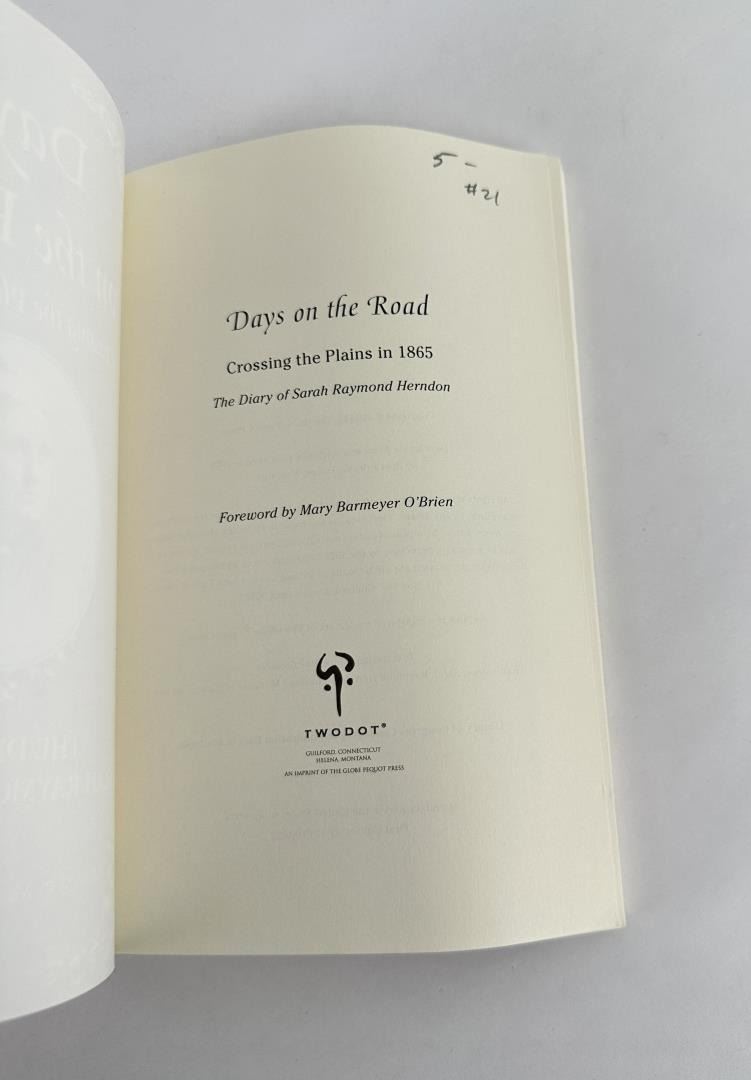 5 -
#21
Days on the Road
Crossing the Plains in 1865
The Diary of Sarah Raymond Herndon
Foreword by Mary Barmeyer O'Brien
TWODOT®
GUILFORD, CONNECTICUT
HELENA, MONTANA
AN IMPRINT OF THE GLOBE PEQUOT PRESS